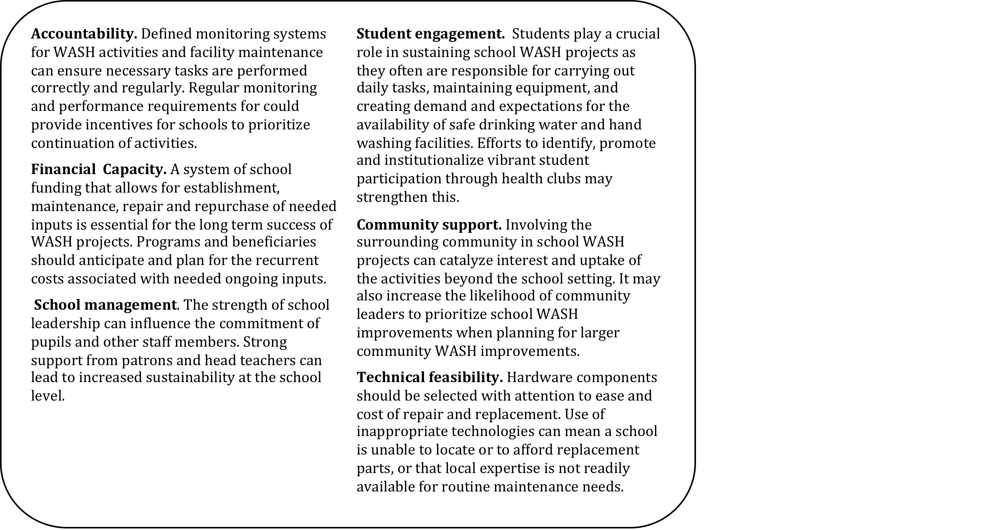 Accountability. Defined monitoring systems
for WASH activities and facility maintenance
can ensure necessary tasks are performed
correctly and regularly. Regular monitoring
and performance requirements for could
provide incentives for schools to prioritize
continuation of activities.
Financial  Capacity. A system of school
funding that allows for establishment,
maintenance, repair and repurchase of needed
inputs is essential for the long term success of
WASH projects. Programs and beneficiaries
should anticipate and plan for the recurrent
costs associated with needed ongoing inputs.
School management. The strength of school
leadership can influence the commitment of
pupils and other staff members. Strong
support from patrons and head teachers can
lead to increased sustainability at the school
level.
Student engagement.  Students play a crucial
role in sustaining school WASH projects as
they often are responsible for carrying out
daily tasks, maintaining equipment, and
creating demand and expectations for the
availability of safe drinking water and hand
washing facilities. Efforts to identify, promote
and institutionalize vibrant student
participation through health clubs may
strengthen this.
Community support. Involving the
surrounding community in school WASH
projects can catalyze interest and uptake of
the activities beyond the school setting. It may
also increase the likelihood of community
leaders to prioritize school WASH
improvements when planning for larger
community WASH improvements.
Technical feasibility. Hardware components
should be selected with attention to ease and
cost of repair and replacement. Use of
inappropriate technologies can mean a school
is unable to locate or to afford replacement
parts, or that local expertise is not readily
available for routine maintenance needs.